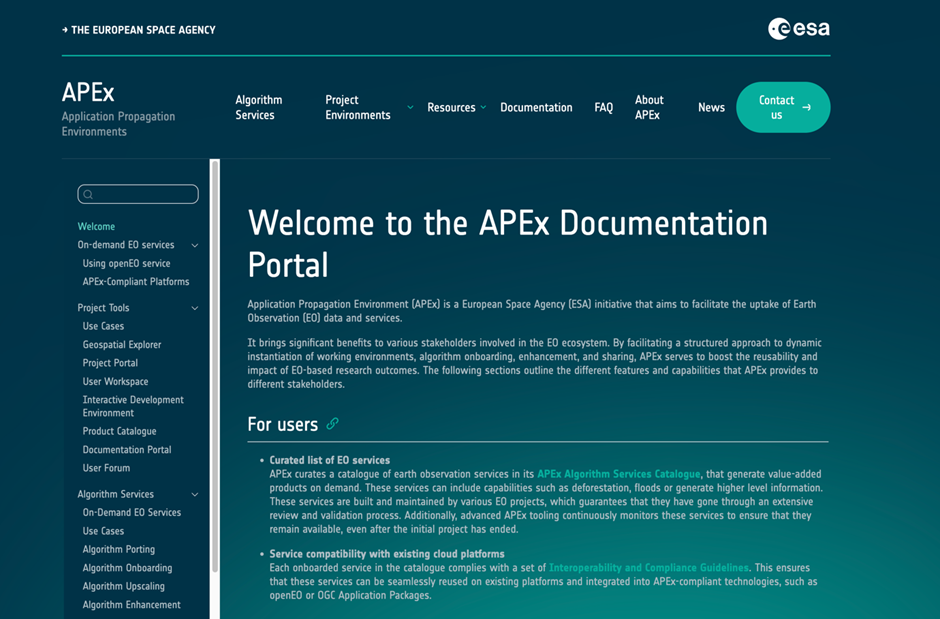 → THE EUROPEAN SPACE AGENCY
esa
APEx
Application Propagation
Environments
Algorithm
Services
Project
Environments
Resources
Documentation
FAQ
About
APEx
News
Contact
us →
Welcome
On-demand EO services
Using openEO service
APEx-Compliant Platforms
Project Tools
Use Cases
Geospatial Explorer
Project Portal
User Workspace
Interactive Development
Environment
Product Catalogue
Documentation Portal
User Forum
Algorithm Services
On-Demand EO Services
Use Cases
Algorithm Porting
Algorithm Onboarding
Algorithm Upscaling
Algorithm Enhancement
Welcome to the APEx Documentation
Portal
Application Propagation Environment (APEx) is a European Space Agency (ESA) initiative that aims to facilitate the uptake of Earth
Observation (EO) data and services.
It brings significant benefits to various stakeholders involved in the EO ecosystem. By facilitating a structured approach to dynamic
instantiation of working environments, algorithm onboarding, enhancement, and sharing, APEx serves to boost the reusability and
impact of EO-based research outcomes. The following sections outline the different features and capabilities that APEx provides to
different stakeholders.
For users
• Curated list of EO services
APEx curates a catalogue of earth observation services in its APEx Algorithm Services Catalogue, that generate value-added
products on demand. These services can include capabilities such as deforestation, floods or generate higher level information.
These services are built and maintained by various EO projects, which guarantees that they have gone through an extensive
review and validation process. Additionally, advanced APEx tooling continuously monitors these services to ensure that they
remain available, even after the initial project has ended.
• Service compatibility with existing cloud platforms
Each onboarded service in the catalogue complies with a set of Interoperability and Compliance Guidelines. This ensures
that these services can be seamlessly reused on existing platforms and integrated into APEx-compliant technologies, such as
openEO or OGC Application Packages.